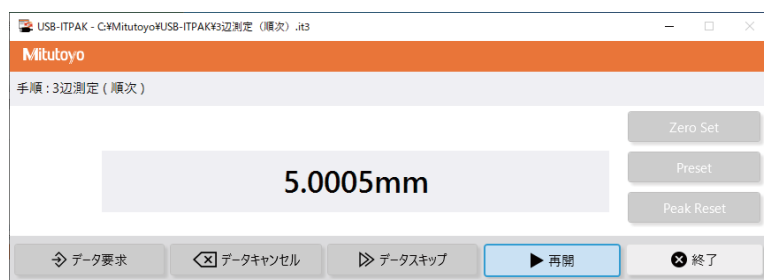 USB-ITPAK - C:¥Mitutoyo¥USB-ITPAK¥3辺測定（順次）.it3
Mitutoyo
手順 : 3辺測定 ( 順次 )
Zero Set
5.0005mm
Preset
Peak Reset
データ要求 データキャンセル データスキップ 再開 終了